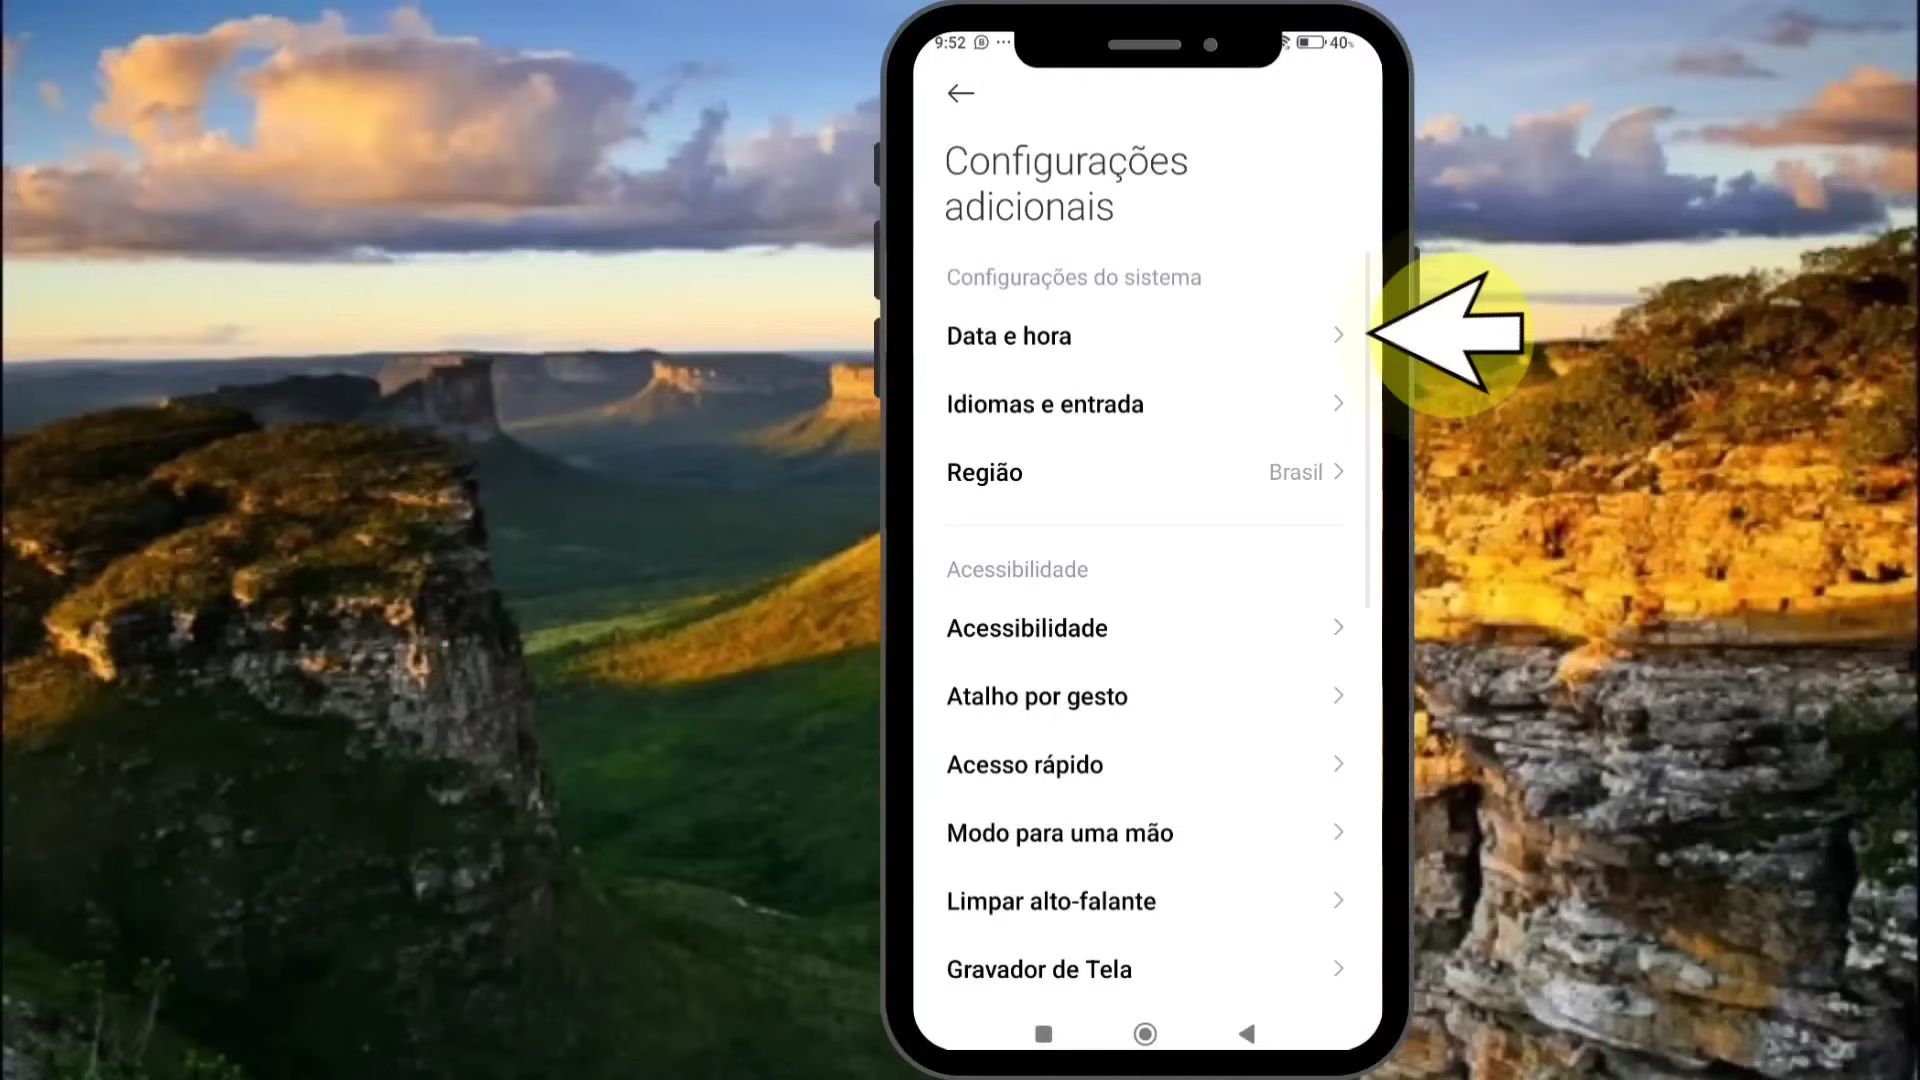 9:52
40%
Configurações
adicionais
Configurações do sistema
Data e hora
Idiomas e entrada
Região
Brasil
Acessibilidade
Acessibilidade
Atalho por gesto
Acesso rápido
Modo para uma mão
Limpar alto-falante
Gravador de Tela